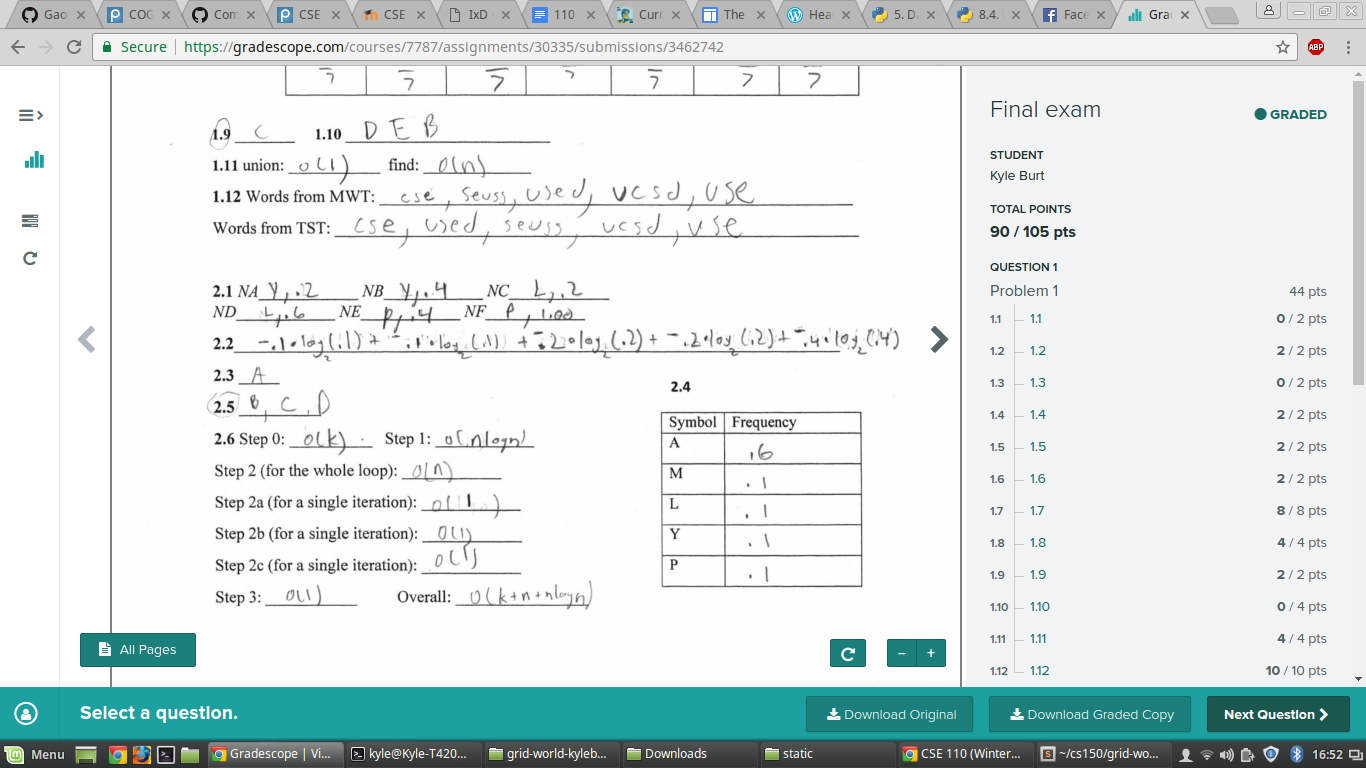 Gao COG Com CSE CSE IxD 110 Curr The Hea 5. D 8.4. Face Grad
Secure https://gradescope.com/courses/7787/assignments/30335/submissions/3462742 ABP
7 7 7 7 7 7 7
1.9 C 1.10 D E B
1.11 union: O(1) find: O(n)
1.12 Words from MWT: cse, seuss, used, ucsd, use
Words from TST: cse, used, seuss, ucsd, use
2.1 NA Y, .2 NB Y, .4 NC L, .2
ND L, .6 NE P, .4 NF P, 1.00
2.2 -.1•log2(.1) + -.1•log2(.1) + -.2•log2(.2) + -.2•log2(.2) + -.4•log2(.4)
2.3 A
2.4
2.5 B, C, D
2.6 Step 0: O(k) Step 1: O(nlogn)
Step 2 (for the whole loop): O(n)
Step 2a (for a single iteration): O(1)
Step 2b (for a single iteration): O(1)
Step 2c (for a single iteration): O(1)
Step 3: O(1) Overall: O(k+n+nlogn)
Symbol Frequency
A .6
M .1
L .1
Y .1
P .1
All Pages
− +
Final exam GRADED
STUDENT
Kyle Burt
TOTAL POINTS
90 / 105 pts
QUESTION 1
Problem 1 44 pts
1.1 1.1 0 / 2 pts
1.2 1.2 2 / 2 pts
1.3 1.3 0 / 2 pts
1.4 1.4 2 / 2 pts
1.5 1.5 2 / 2 pts
1.6 1.6 2 / 2 pts
1.7 1.7 8 / 8 pts
1.8 1.8 4 / 4 pts
1.9 1.9 2 / 2 pts
1.10 1.10 0 / 4 pts
1.11 1.11 4 / 4 pts
1.12 1.12 10 / 10 pts
Select a question. Download Original Download Graded Copy Next Question
Menu Gradescope | Vi... kyle@Kyle-T420... grid-world-kyleb... Downloads static CSE 110 (Winter... ~/cs150/grid-wo... 16:52